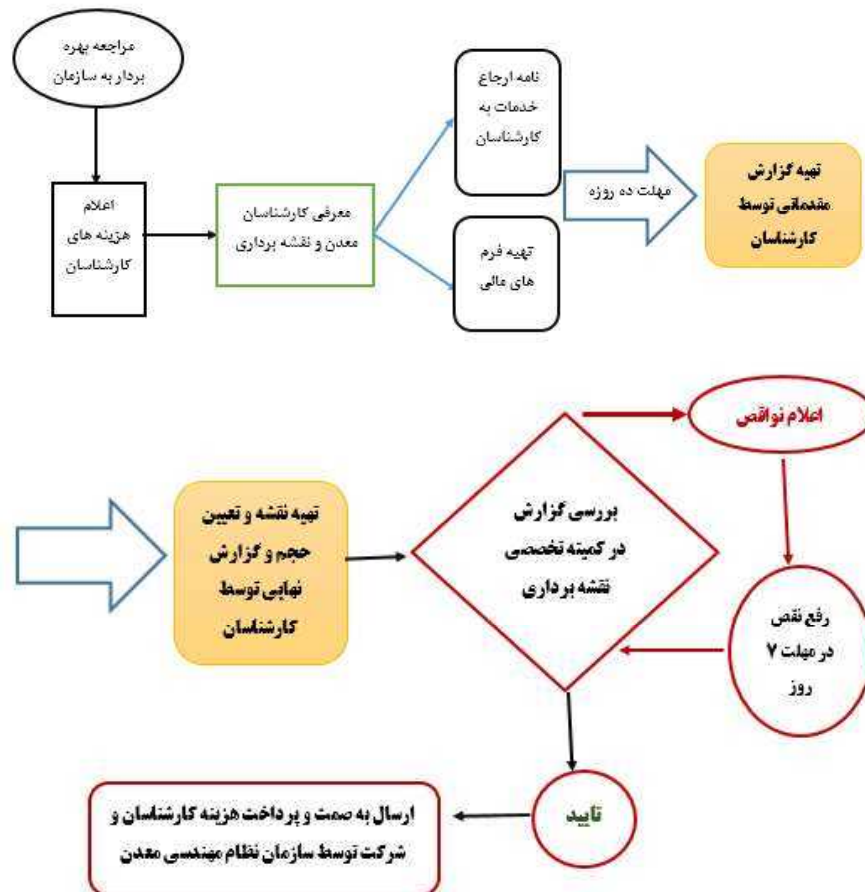 مراجعه بهره
بردار به سازمان
اعلام
هزینه های
کارشناسان
معرفی کارشناسان
معدن و نقشه برداری
نامه ارجاع
خدمات به
کارشناسان
تهیه فرم
های مالی
مهلت ده روزه
تهیه گزارش
مقدماتی توسط
کارشناسان
تهیه نقشه و تعیین
حجم و گزارش
نهایی توسط
کارشناسان
بررسی گزارش
در کمیته تخصصی
نقشه برداری
اعلام نواقص
رفع نقص
در مهلت ۷
روز
تایید
ارسال به صمت و پرداخت هزینه کارشناسان و
شرکت توسط سازمان نظام مهندسی معدن